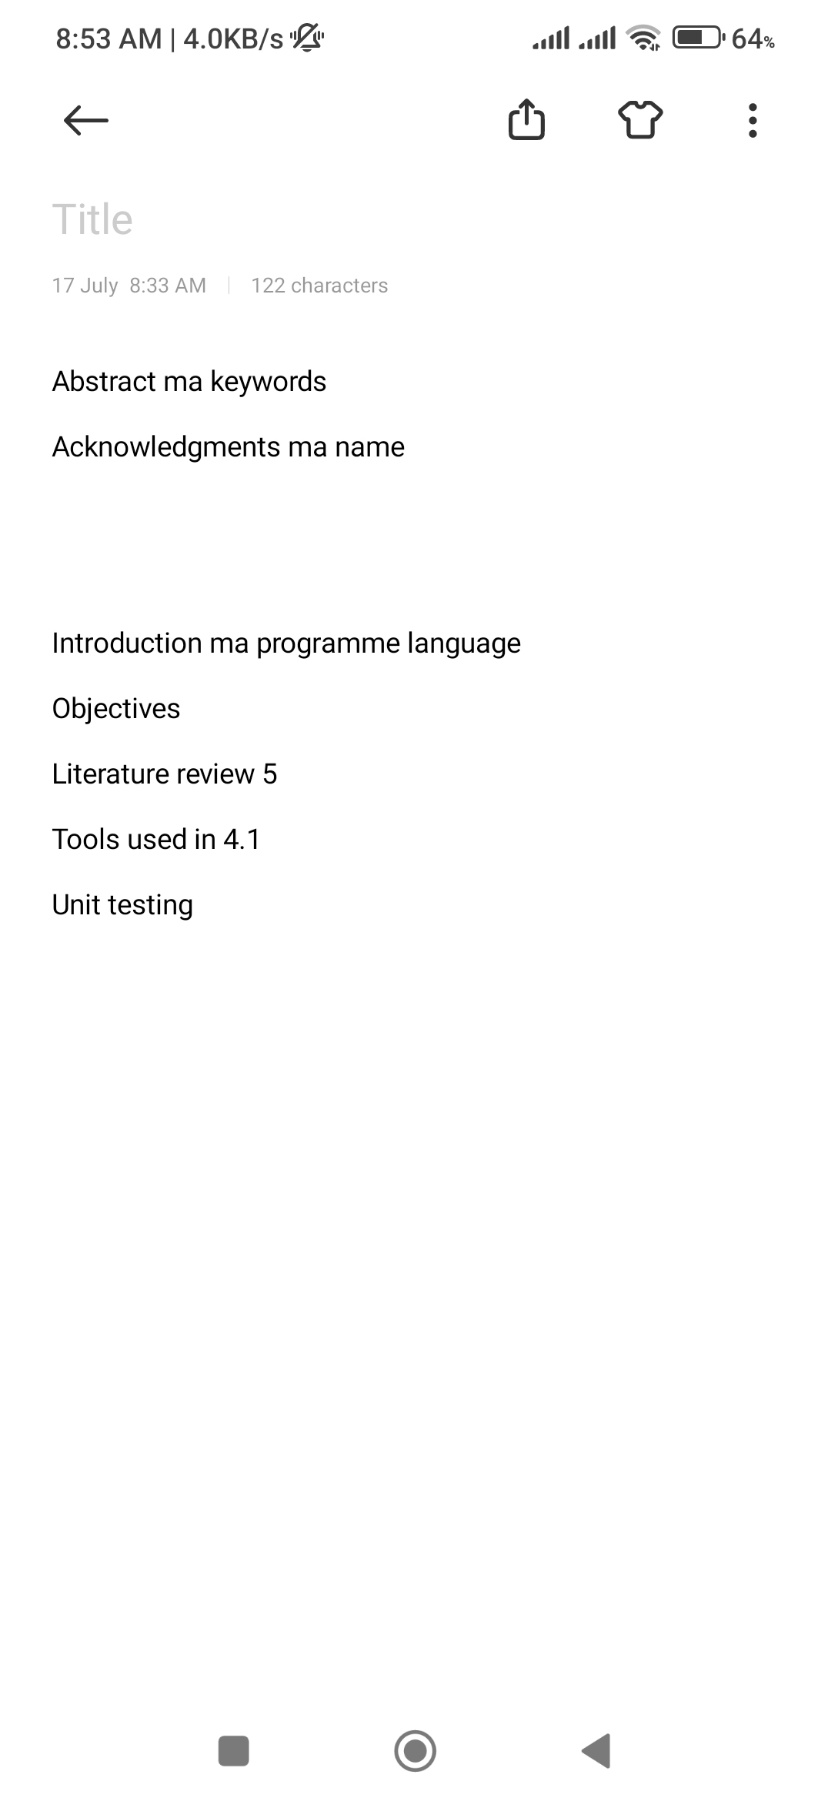 8:53 AM | 4.0KB/s 64%
Title
17 July 8:33 AM | 122 characters
Abstract ma keywords
Acknowledgments ma name
Introduction ma programme language
Objectives
Literature review 5
Tools used in 4.1
Unit testing